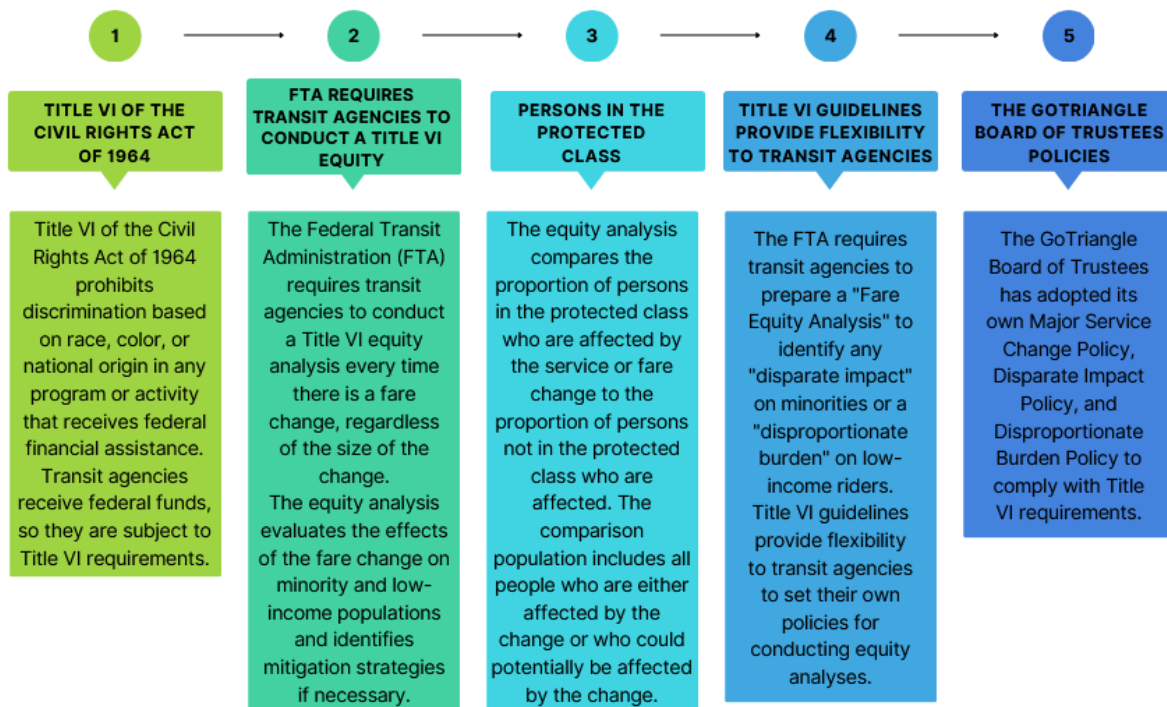 1
2
3
4
5
TITLE VI OF THE
CIVIL RIGHTS ACT
OF 1964
FTA REQUIRES
TRANSIT AGENCIES TO
CONDUCT A TITLE VI
EQUITY
PERSONS IN THE
PROTECTED
CLASS
TITLE VI GUIDELINES
PROVIDE FLEXIBILITY
TO TRANSIT AGENCIES
THE GOTRIANGLE
BOARD OF TRUSTEES
POLICIES
Title VI of the Civil
Rights Act of 1964
prohibits
discrimination based
on race, color, or
national origin in any
program or activity
that receives federal
financial assistance.
Transit agencies
receive federal funds,
so they are subject to
Title VI requirements.
The Federal Transit
Administration (FTA)
requires transit
agencies to conduct
a Title VI equity
analysis every time
there is a fare
change, regardless
of the size of the
change.
The equity analysis
evaluates the effects
of the fare change on
minority and low-
income populations
and identifies
mitigation strategies
if necessary.
The equity analysis
compares the
proportion of persons
in the protected class
who are affected by
the service or fare
change to the
proportion of persons
not in the protected
class who are
affected. The
comparison
population includes all
people who are either
affected by the
change or who could
potentially be affected
by the change.
The FTA requires
transit agencies to
prepare a "Fare
Equity Analysis" to
identify any
"disparate impact"
on minorities or a
"disproportionate
burden" on low-
income riders.
Title VI guidelines
provide flexibility
to transit agencies
to set their own
policies for
conducting equity
analyses.
The GoTriangle
Board of Trustees
has adopted its
own Major Service
Change Policy,
Disparate Impact
Policy, and
Disproportionate
Burden Policy to
comply with Title
VI requirements.